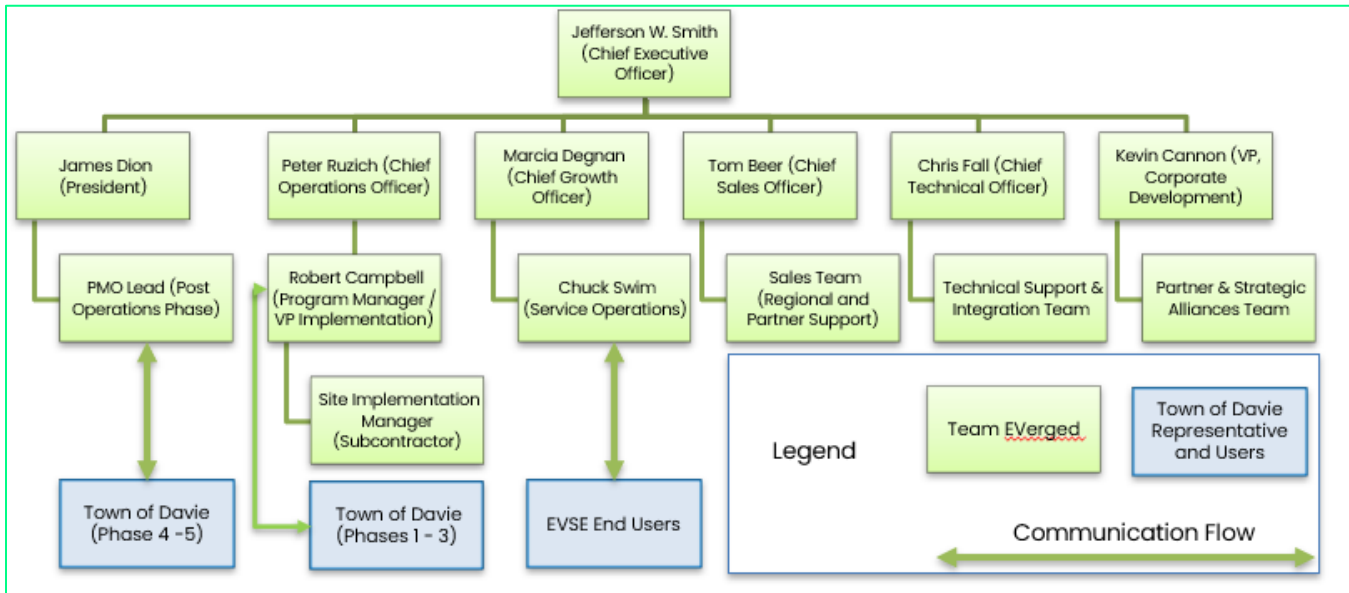 Jefferson W. Smith
(Chief Executive
Officer)
James Dion
(President)
Peter Ruzich (Chief
Operations Officer)
Marcia Degnan
(Chief Growth
Officer)
Tom Beer (Chief
Sales Officer)
Chris Fall (Chief
Technical Officer)
Kevin Cannon (VP,
Corporate
Development)
PMO Lead (Post
Operations Phase)
Robert Campbell
(Program Manager /
VP Implementation)
Chuck Swim
(Service Operations)
Sales Team
(Regional and
Partner Support)
Technical Support &
Integration Team
Partner & Strategic
Alliances Team
Site Implementation
Manager
(Subcontractor)
Town of Davie
(Phase 4 -5)
Town of Davie
(Phases 1 - 3)
EVSE End Users
Legend
Team EVerged
Town of Davie
Representative
and Users
Communication Flow